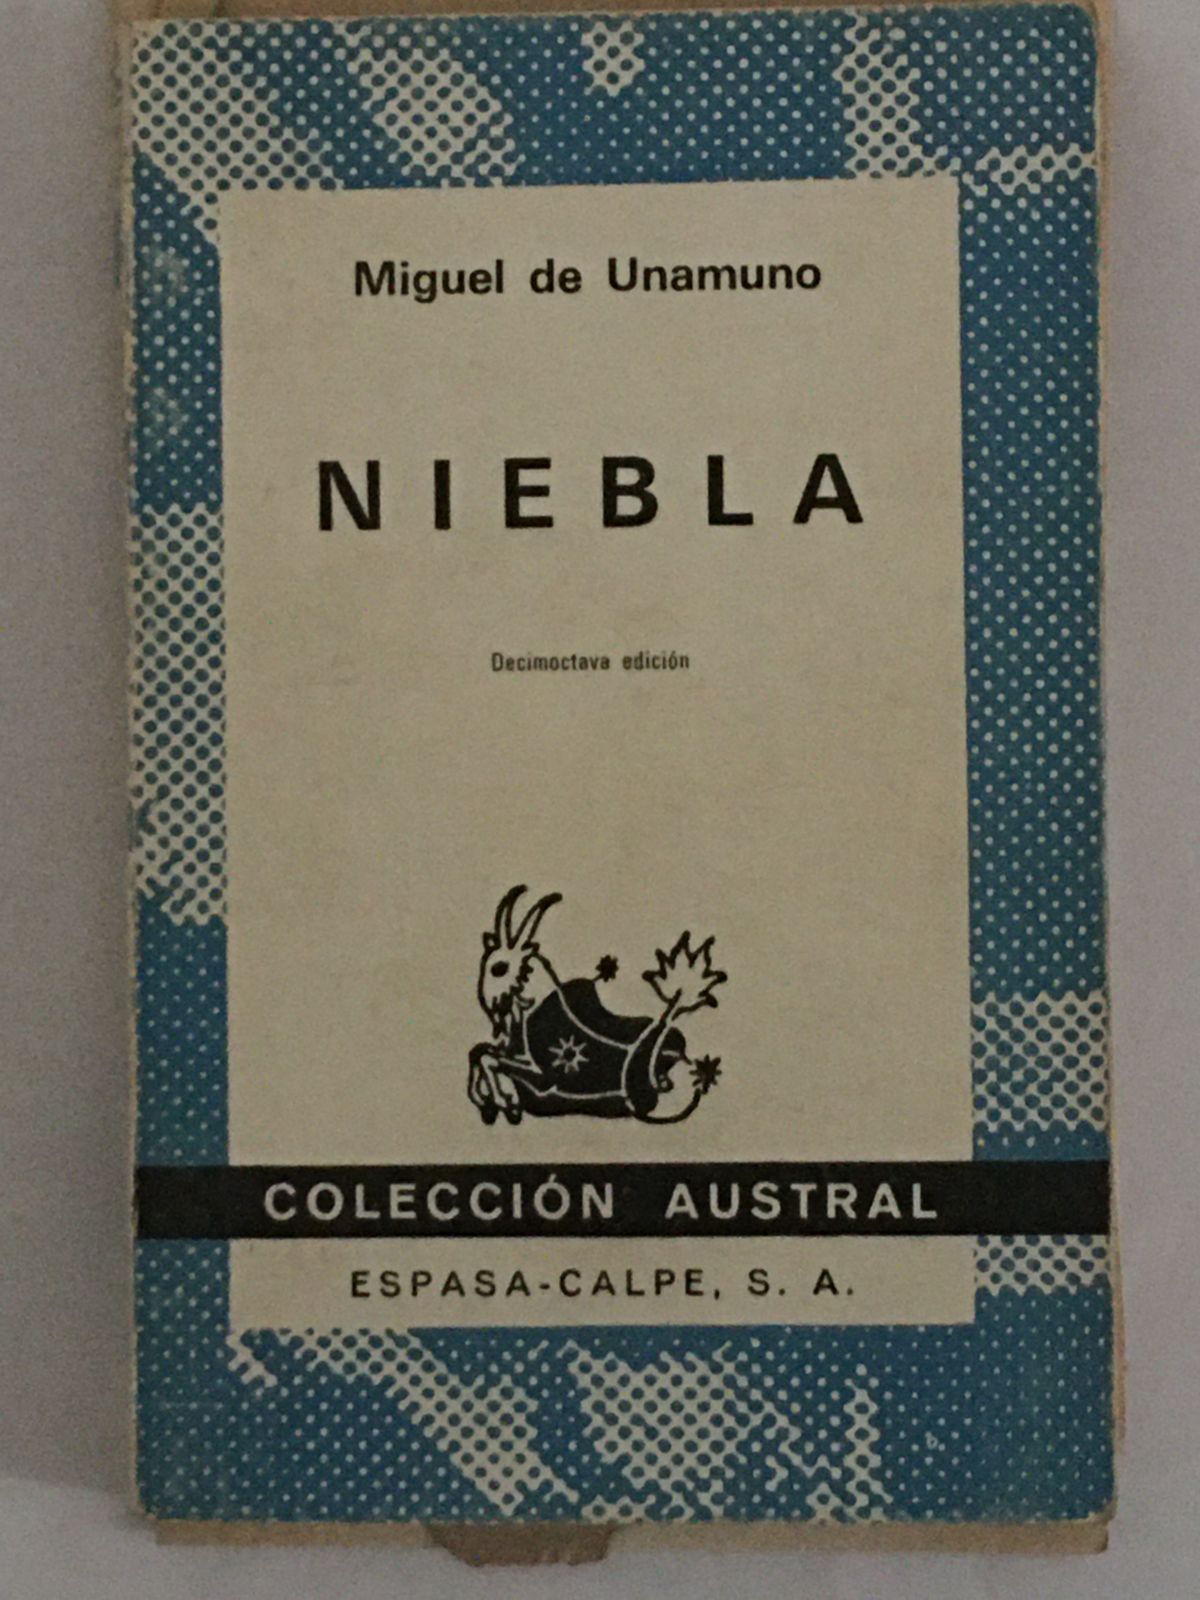 Miguel de Unamuno
NIEBLA
Decimoctava edición
COLECCIÓN AUSTRAL
ESPASA-CALPE, S. A.
b.